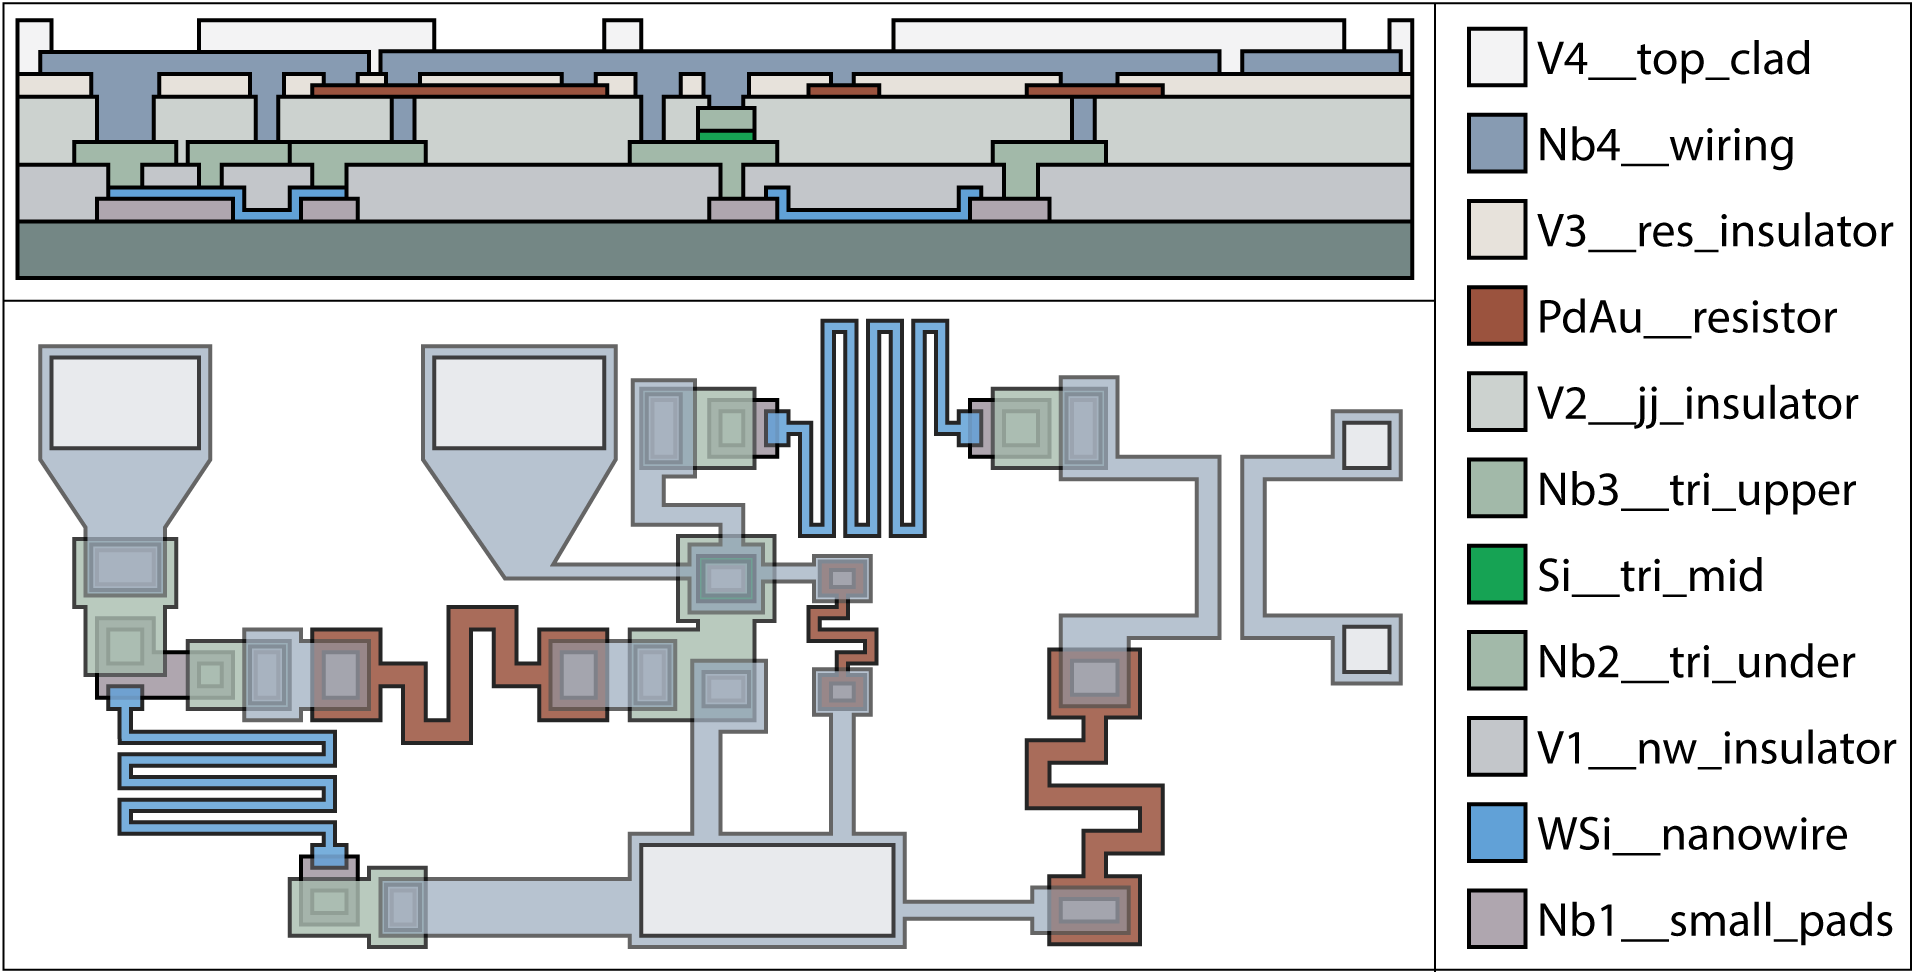 V4__top_clad
Nb4__wiring
V3__res_insulator
PdAu__resistor
V2__jj_insulator
Nb3__tri_upper
Si__tri_mid
Nb2__tri_under
V1__nw_insulator
WSi__nanowire
Nb1__small_pads